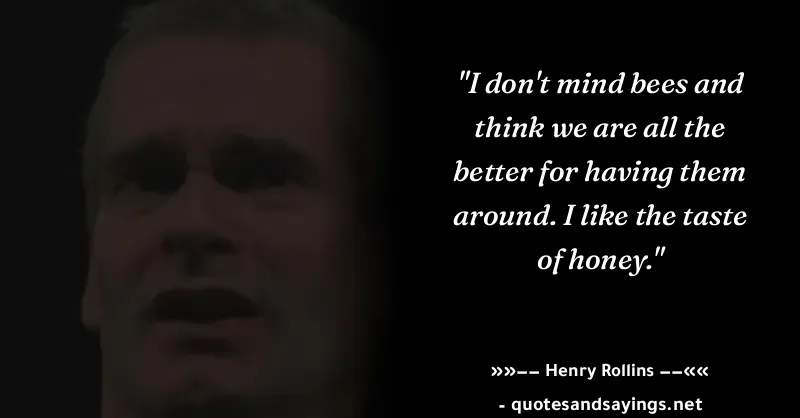 "I don't mind bees and
think we are all the
better for having them
around. I like the taste
of honey."
»»−− Henry Rollins −−««
- quotesandsayings.net